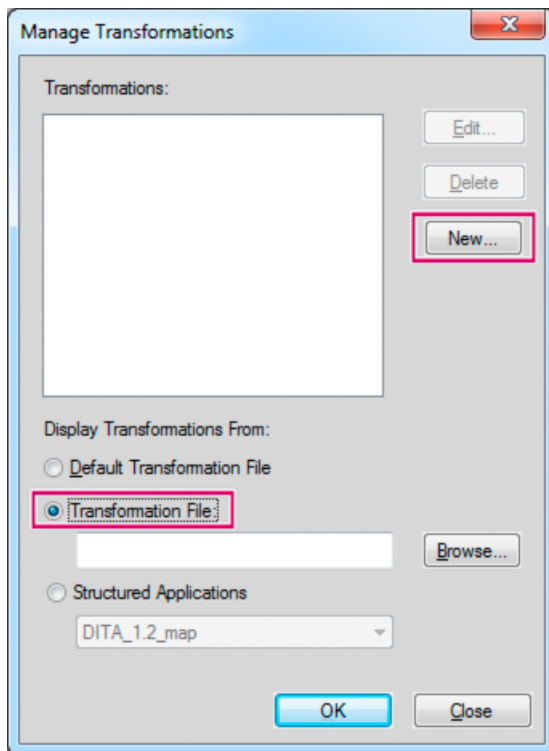 Manage Transformations
Transformations:
Edit...
Delete
New...
Display Transformations From:
Default Transformation File
Transformation File:
Browse...
Structured Applications
DITA_1.2_map
OK
Close